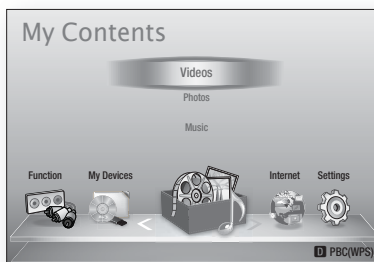 My Contents
Videos
Photos
Music
Function My Devices Internet Settings
D PBC(WPS)